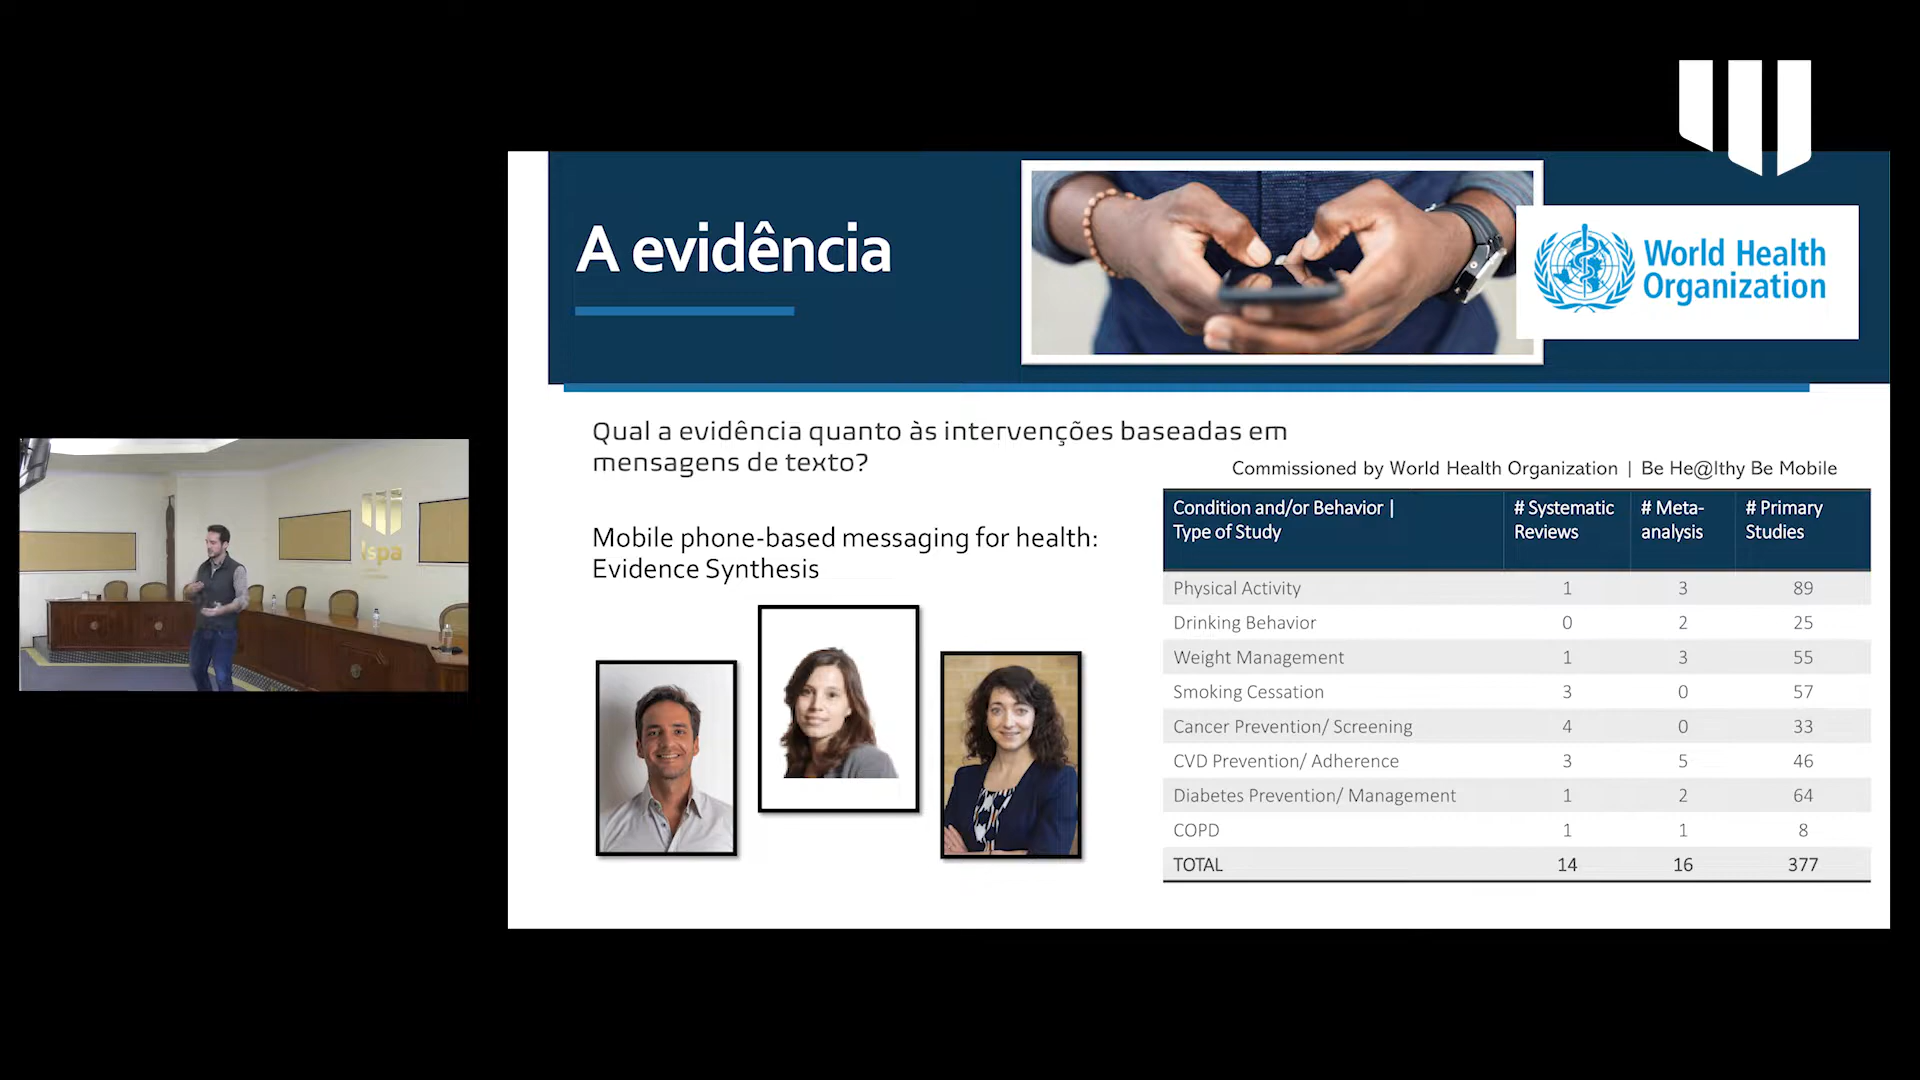 A evidência
World Health
Organization
Qual a evidência quanto às intervenções baseadas em
mensagens de texto?
Mobile phone-based messaging for health:
Evidence Synthesis
Commissioned by World Health Organization | Be He@lthy Be Mobile
Condition and/or Behavior | Type of Study # Systematic Reviews # Meta-analysis # Primary Studies
Physical Activity 1 3 89
Drinking Behavior 0 2 25
Weight Management 1 3 55
Smoking Cessation 3 0 57
Cancer Prevention/ Screening 4 0 33
CVD Prevention/ Adherence 3 5 46
Diabetes Prevention/ Management 1 2 64
COPD 1 1 8
TOTAL 14 16 377
Ispa